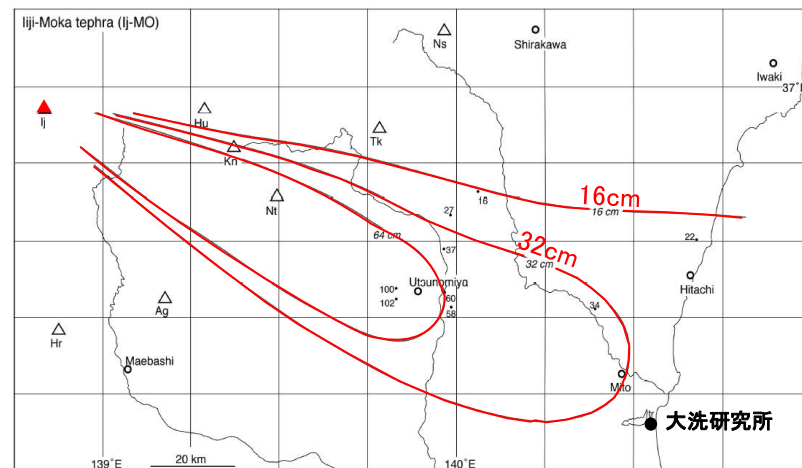 Iiji-Moka tephra (Ij-MO)
Ns
Shirakawa
Iwaki
37°N
Ij
Hu
Tk
Kn
Nt
16
16cm
16 cm
27
64 cm
37
32cm
32 cm
22
Utsunomiya
100
102
60
58
Hitachi
34
Ag
Hr
Maebashi
Mito
大洗研究所
139°E
20 km
140°E